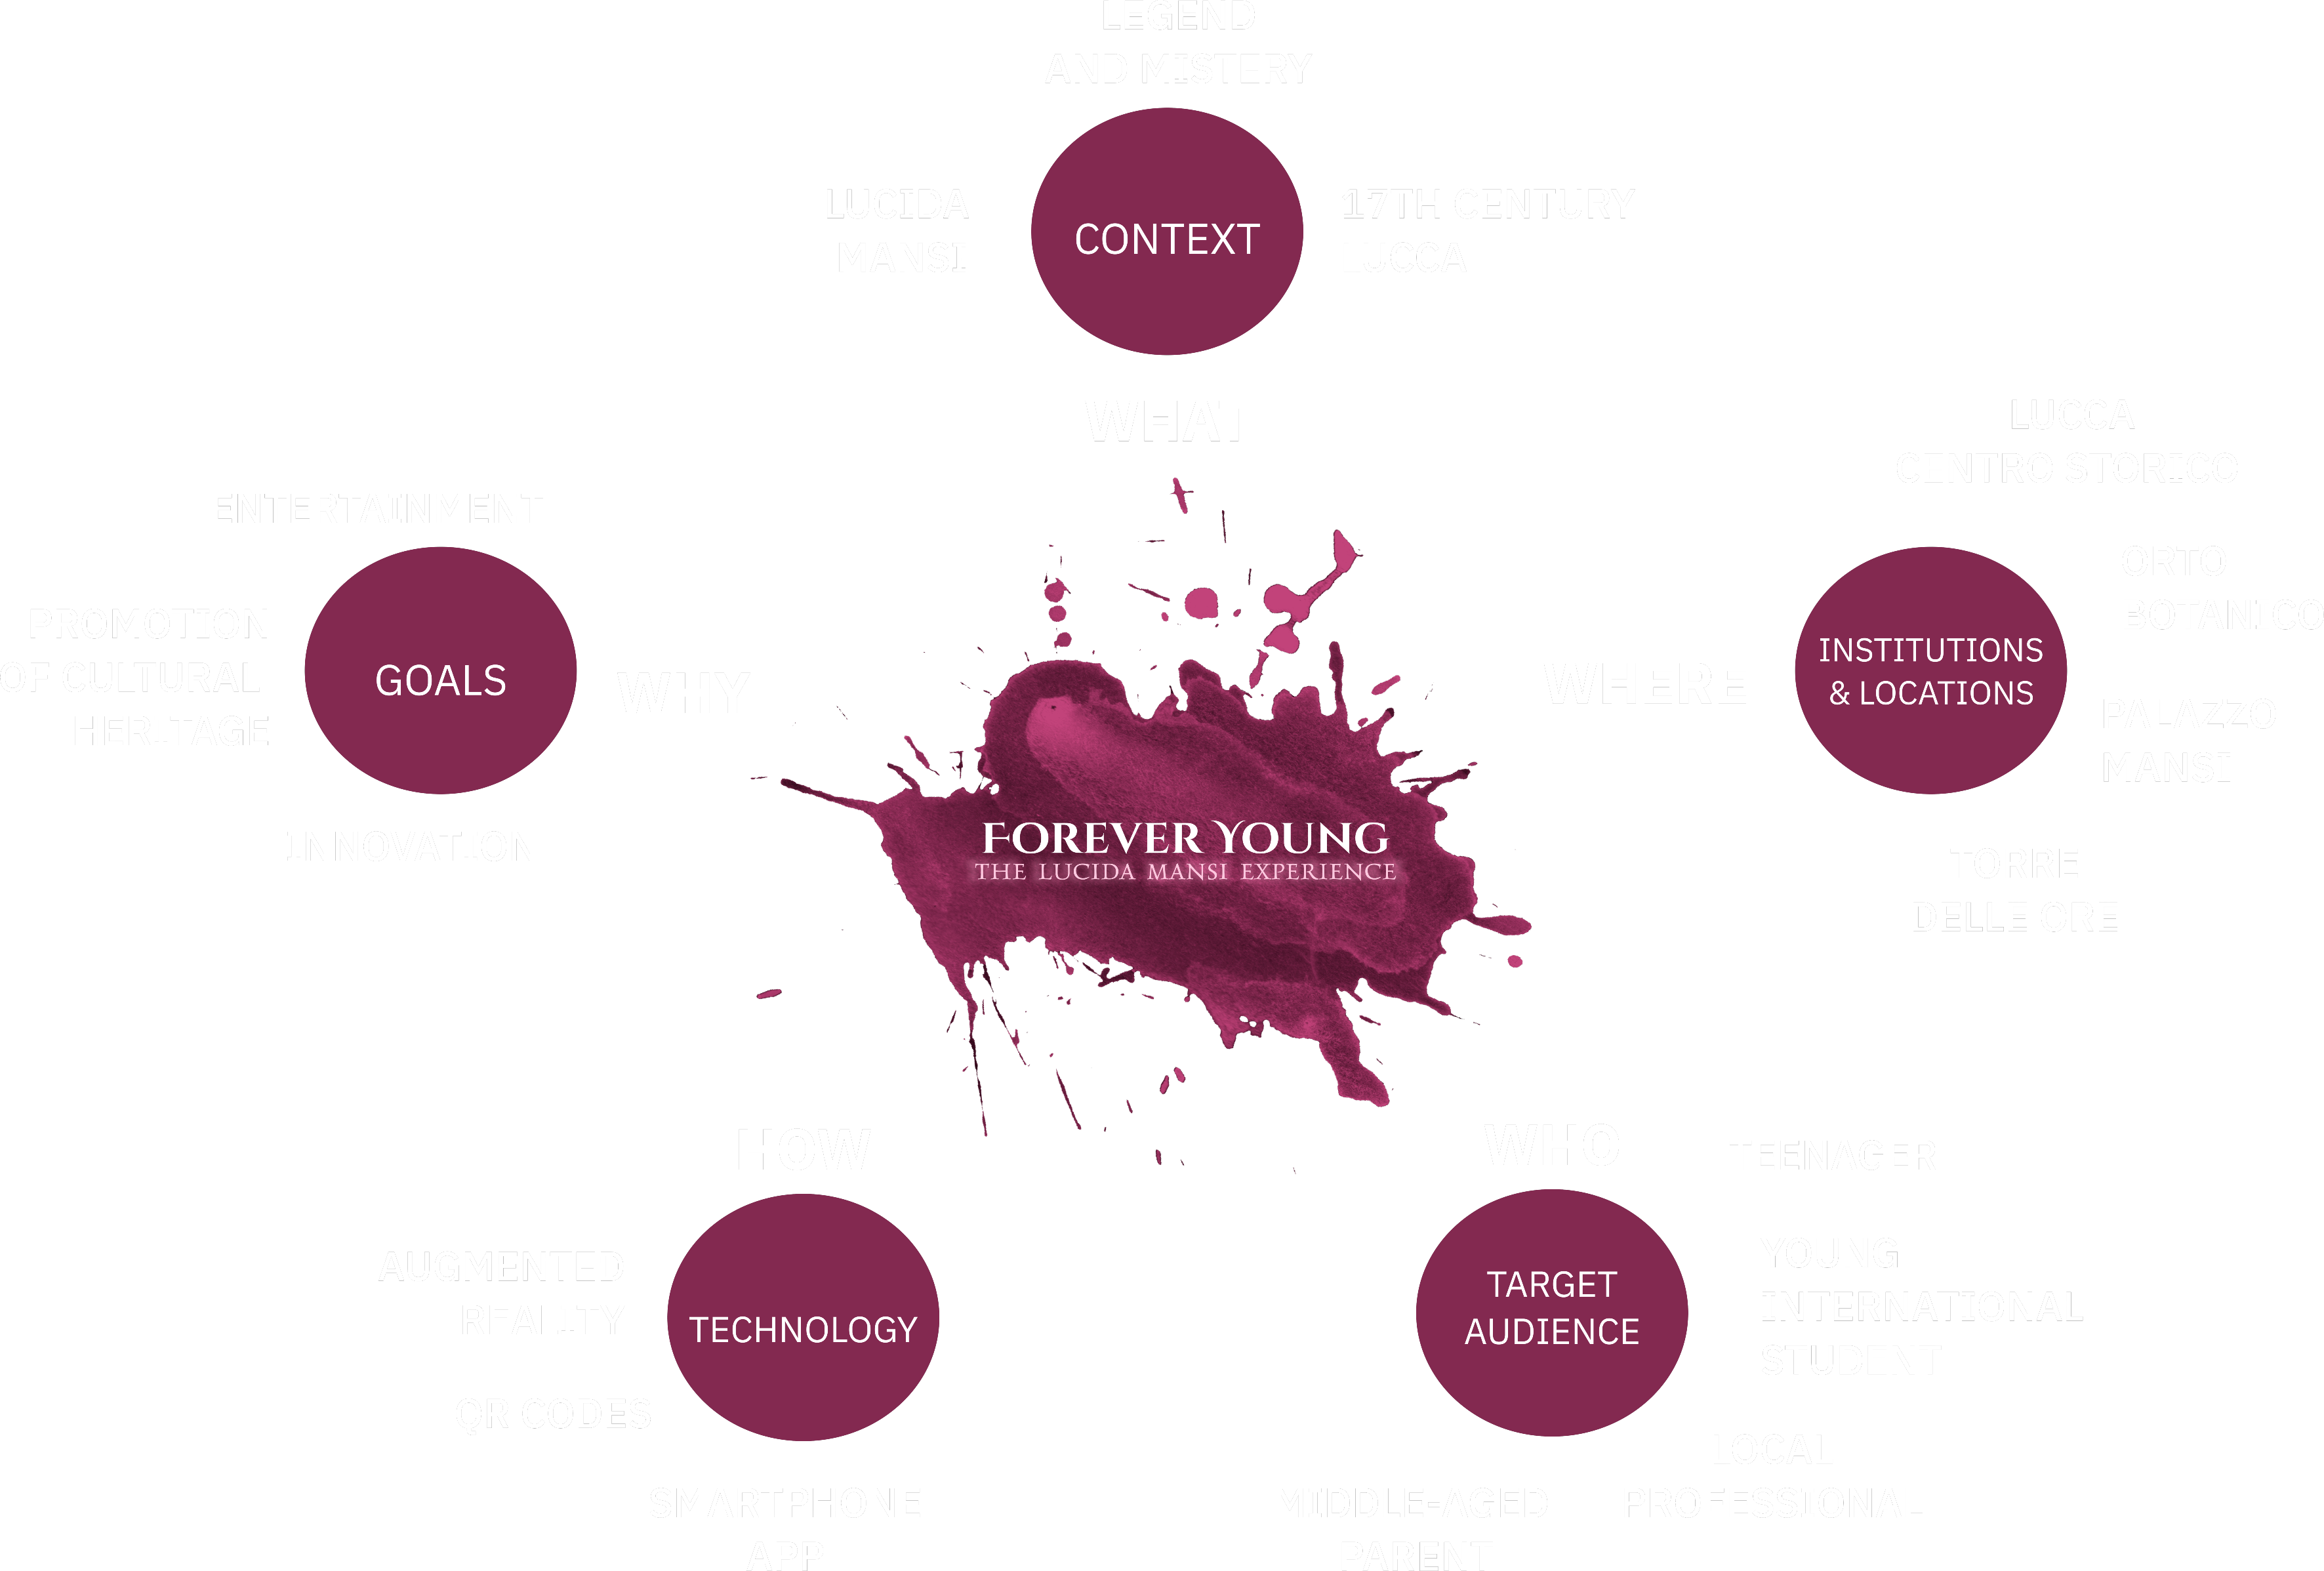 LEGEND
AND MISTERY
LUCIDA
MANSI
CONTEXT
17TH CENTURY
LUCCA
WHAT
ENTERTAINMENT
PROMOTION
OF CULTURAL
HERITAGE
GOALS
INNOVATION
WHY
WHERE
LUCCA
CENTRO STORICO
INSTITUTIONS
& LOCATIONS
ORTO
BOTANICO
PALAZZO
MANSI
TORRE
DELLE ORE
FOREVER YOUNG
THE LUCIDA MANSI EXPERIENCE
HOW
AUGMENTED
REALITY
TECHNOLOGY
QR CODES
SMARTPHONE
APP
WHO
TARGET
AUDIENCE
TEENAGER
YOUNG
INTERNATIONAL
STUDENT
LOCAL
PROFESSIONAL
MIDDLE-AGED
PARENT